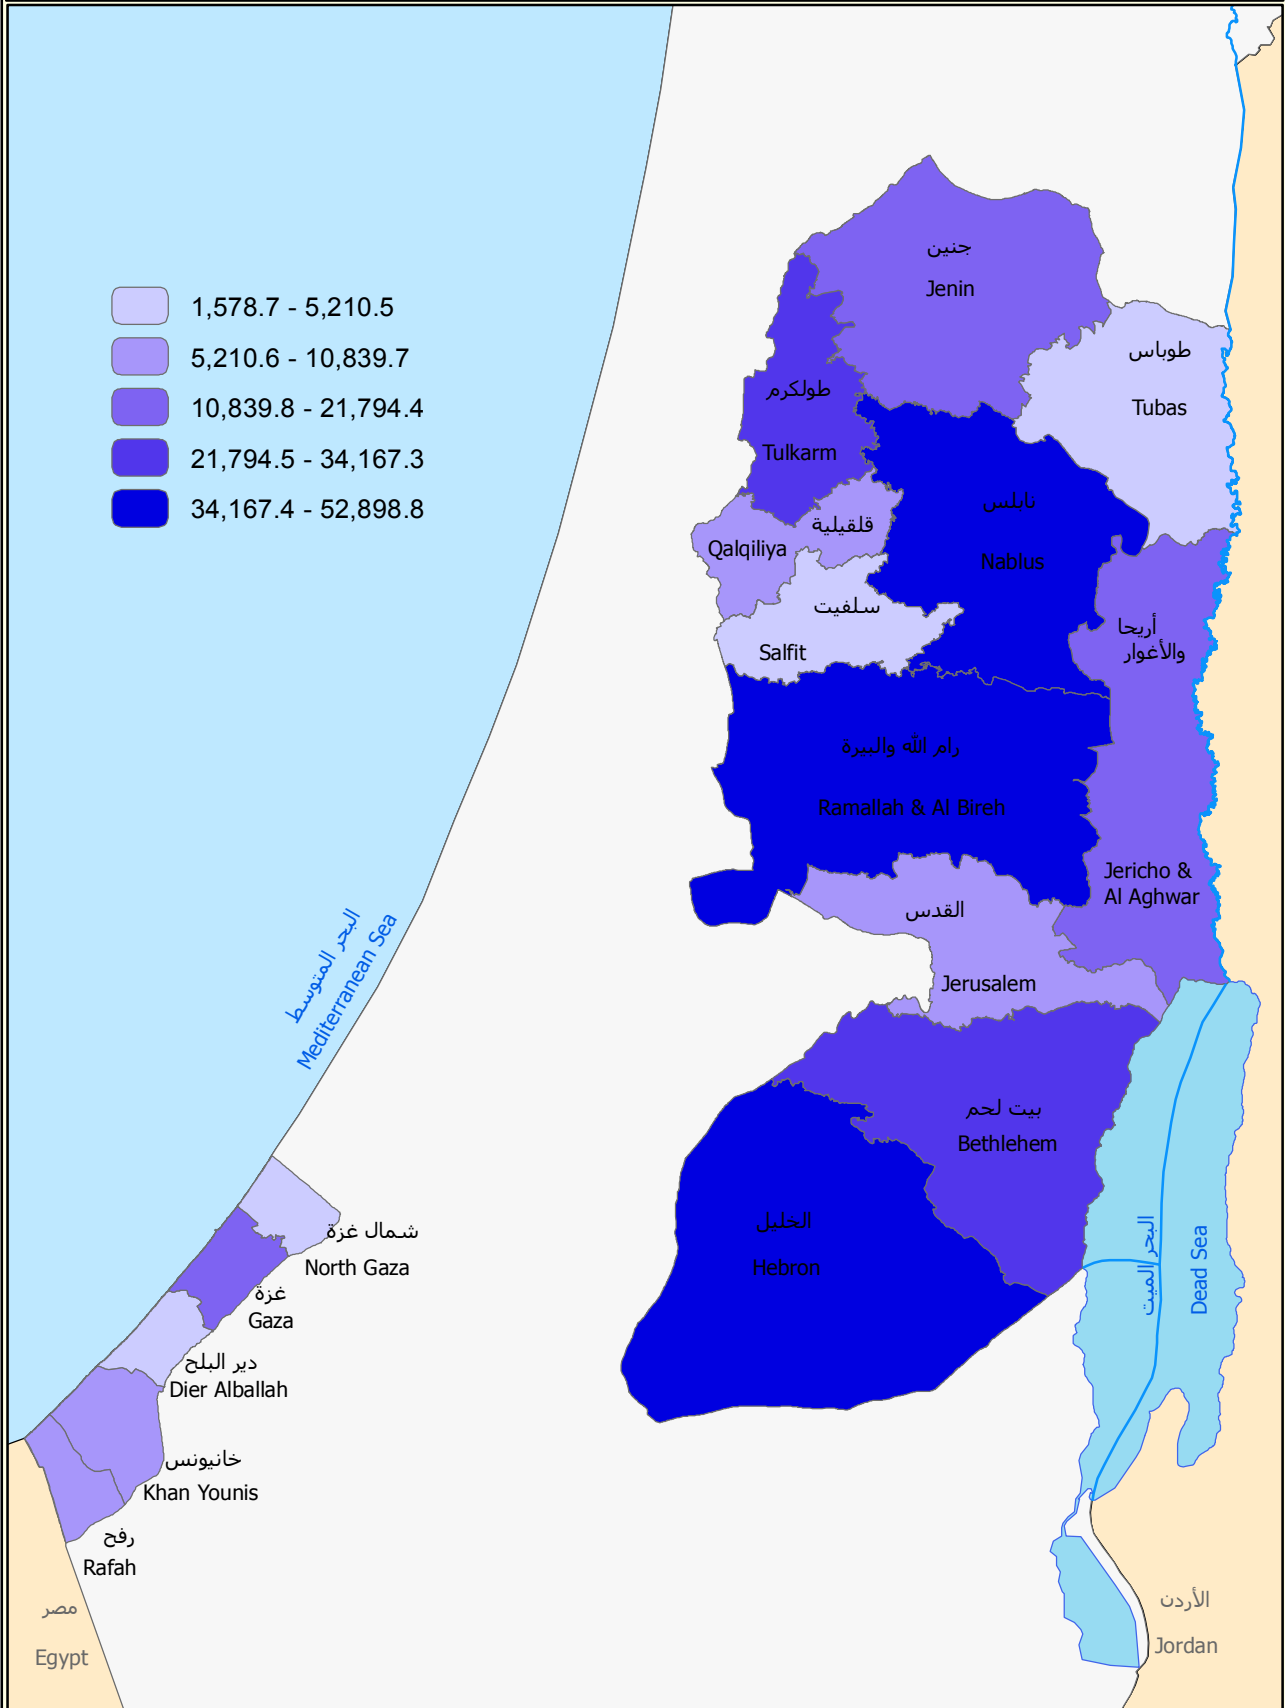 جنين
Jenin
1,578.7 - 5,210.5
5,210.6 - 10,839.7
10,839.8 - 21,794.4
21,794.5 - 34,167.3
34,167.4 - 52,898.8
طوباس
Tubas
طولكرم
Tulkarm
نابلس
Nablus
قلقيلية
Qalqiliya
سلفيت
Salfit
أريحا
والأغوار
Jericho &
Al Aghwar
رام الله والبيرة
Ramallah & Al Bireh
القدس
Jerusalem
البحر المتوسط
Mediterranean Sea
بيت لحم
Bethlehem
الخليل
Hebron
البحر الميت
Dead Sea
شمال غزة
North Gaza
غزة
Gaza
دير البلح
Dier Alballah
خانيونس
Khan Younis
رفح
Rafah
مصر
Egypt
الأردن
Jordan